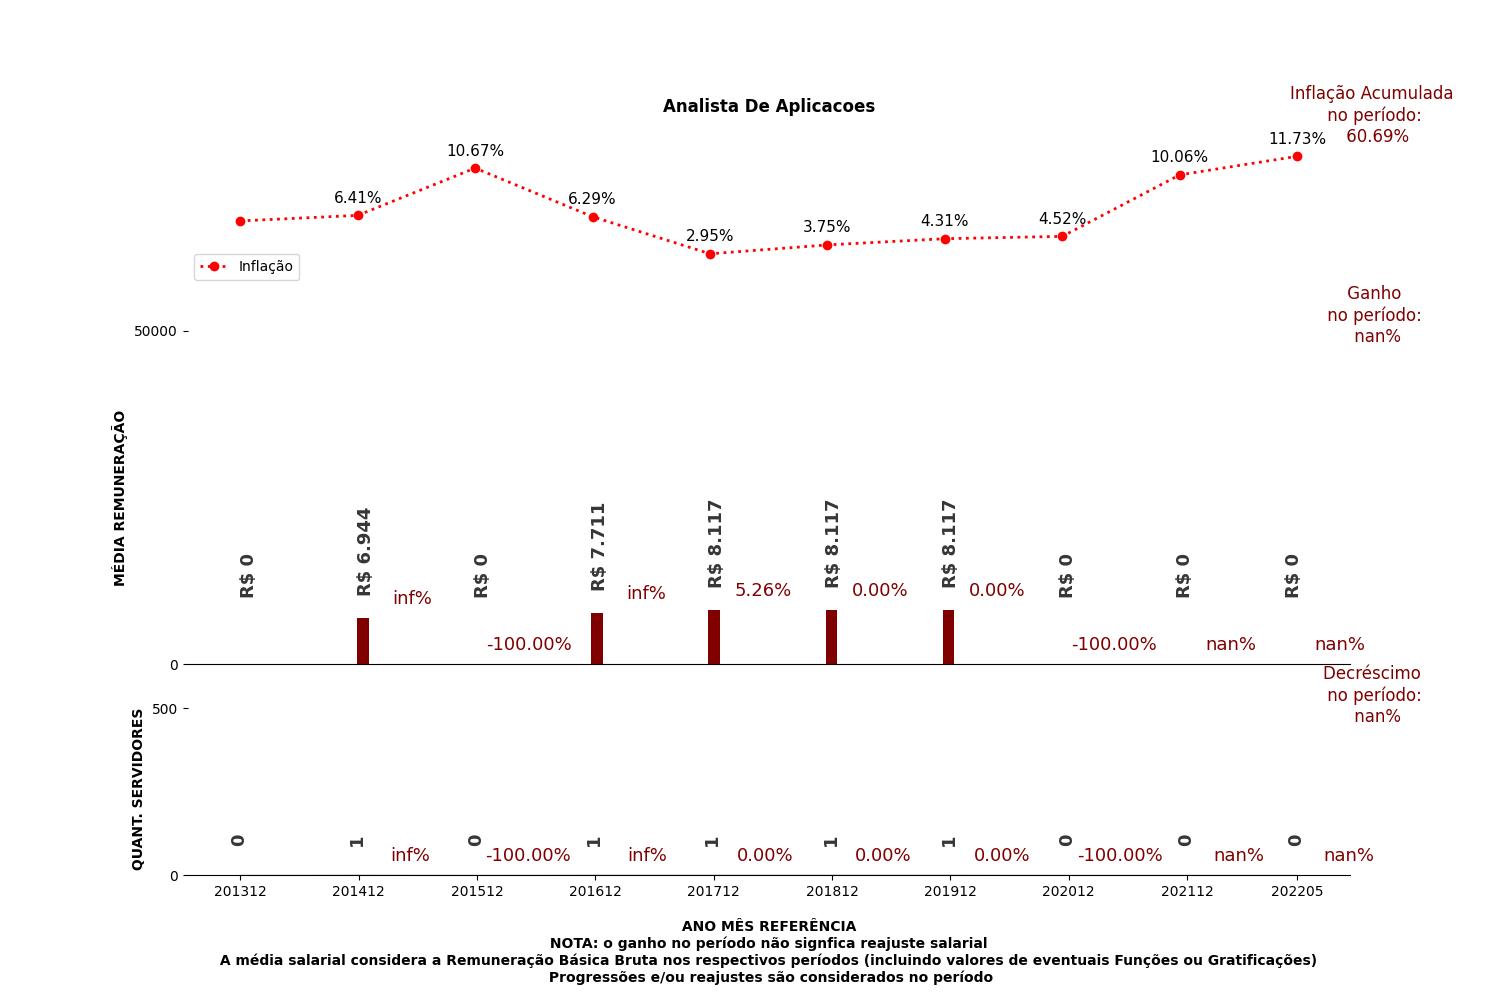 Analista De Aplicacoes
Inflação Acumulada
no período:
60.69%
6.41%
10.67%
6.29%
2.95%
3.75%
4.31%
4.52%
10.06%
11.73%
Inflação
Ganho
no período:
nan%
50000
0
MÉDIA REMUNERAÇÃO
R$ 0
R$ 6.944
R$ 0
R$ 7.711
R$ 8.117
R$ 8.117
R$ 8.117
R$ 0
R$ 0
R$ 0
inf%
-100.00%
inf%
5.26%
0.00%
0.00%
-100.00%
nan%
nan%
Decréscimo
no período:
nan%
500
0
QUANT. SERVIDORES
0
1
0
1
1
1
1
0
0
0
inf%
-100.00%
inf%
0.00%
0.00%
0.00%
-100.00%
nan%
nan%
201312 201412 201512 201612 201712 201812 201912 202012 202112 202205
ANO MÊS REFERÊNCIA
NOTA: o ganho no período não signfica reajuste salarial
A média salarial considera a Remuneração Básica Bruta nos respectivos períodos (incluindo valores de eventuais Funções ou Gratificações)
Progressões e/ou reajustes são considerados no período